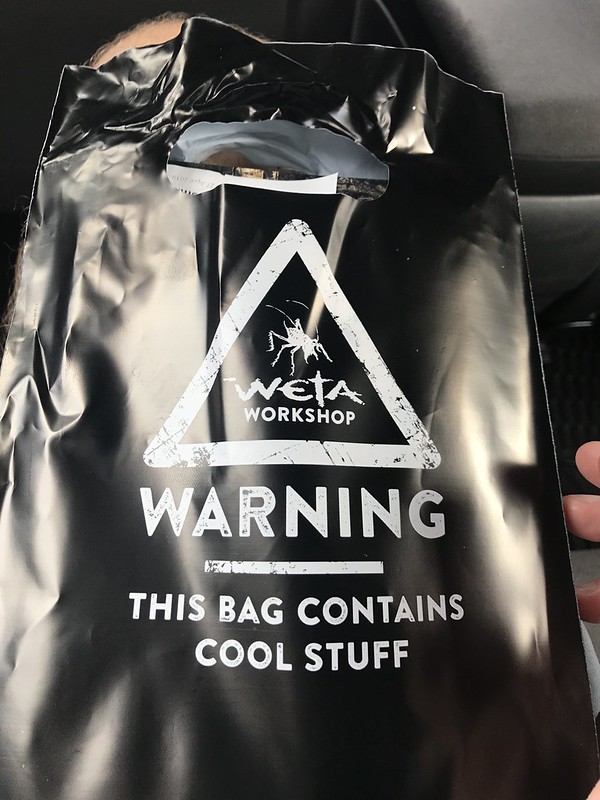 WETA
WORKSHOP
WARNING
THIS BAG CONTAINS
COOL STUFF